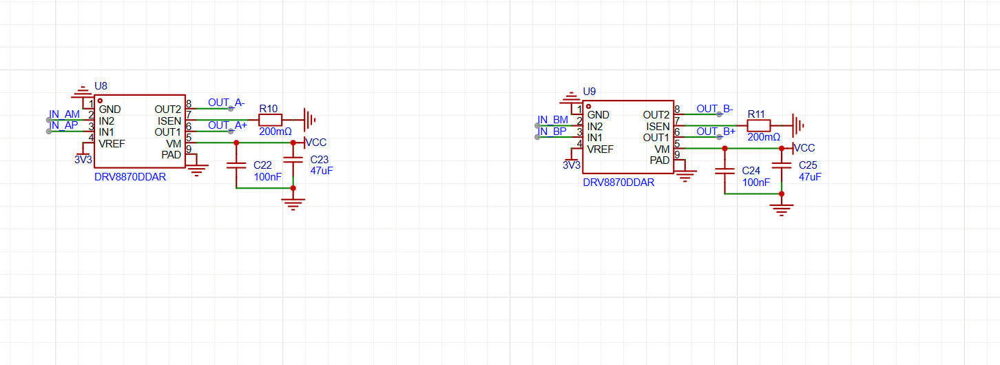 U8
1 GND OUT2 8 OUT_A-
IN_AM 2 IN2 ISEN 7 R10 200mΩ
IN_AP 3 IN1 OUT1 6 OUT_A+
4 VREF VM 5 VCC
3V3 PAD 9
C22 100nF
C23 47uF
DRV8870DDAR
U9
1 GND OUT2 8 OUT_B-
IN_BM 2 IN2 ISEN 7 R11 200mΩ
IN_BP 3 IN1 OUT1 6 OUT_B+
4 VREF VM 5 VCC
3V3 PAD 9
C24 100nF
C25 47uF
DRV8870DDAR